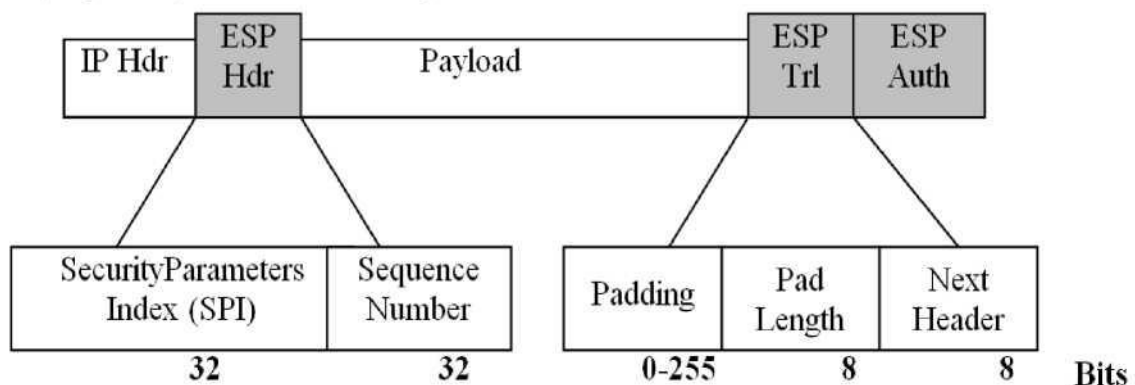 IP Hdr
ESP
Hdr
Payload
ESP
Trl
ESP
Auth
SecurityParameters
Index (SPI)
Sequence
Number
Padding
Pad
Length
Next
Header
32
32
0-255
8
8
Bits